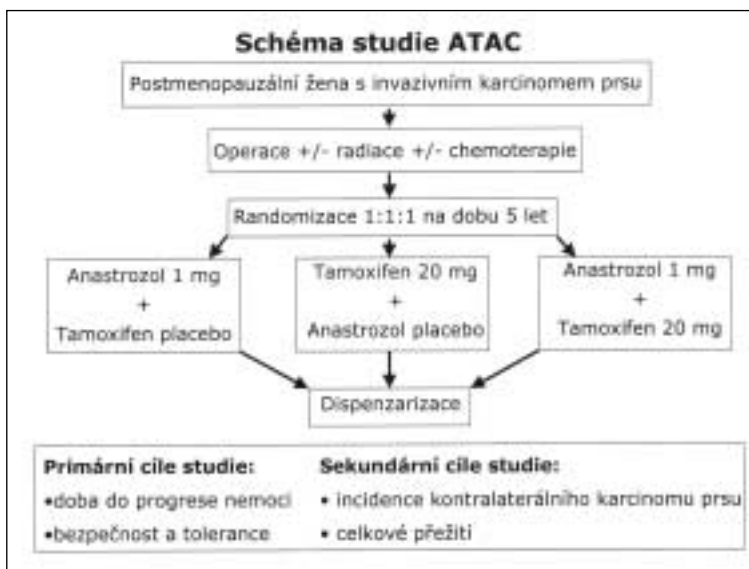 Schéma studie ATAC
Postmenopauzální žena s invazivním karcinomem prsu
Operace +/- radiace +/- chemoterapie
Randomizace 1:1:1 na dobu 5 let
Anastrozol 1 mg
+
Tamoxifen placebo
Tamoxifen 20 mg
+
Anastrozol placebo
Anastrozol 1 mg
+
Tamoxifen 20 mg
Dispenzarizace
Primární cíle studie:
•doba do progrese nemoci
•bezpečnost a tolerance
Sekundární cíle studie:
• incidence kontralaterálního karcinomu prsu
• celkové přežití